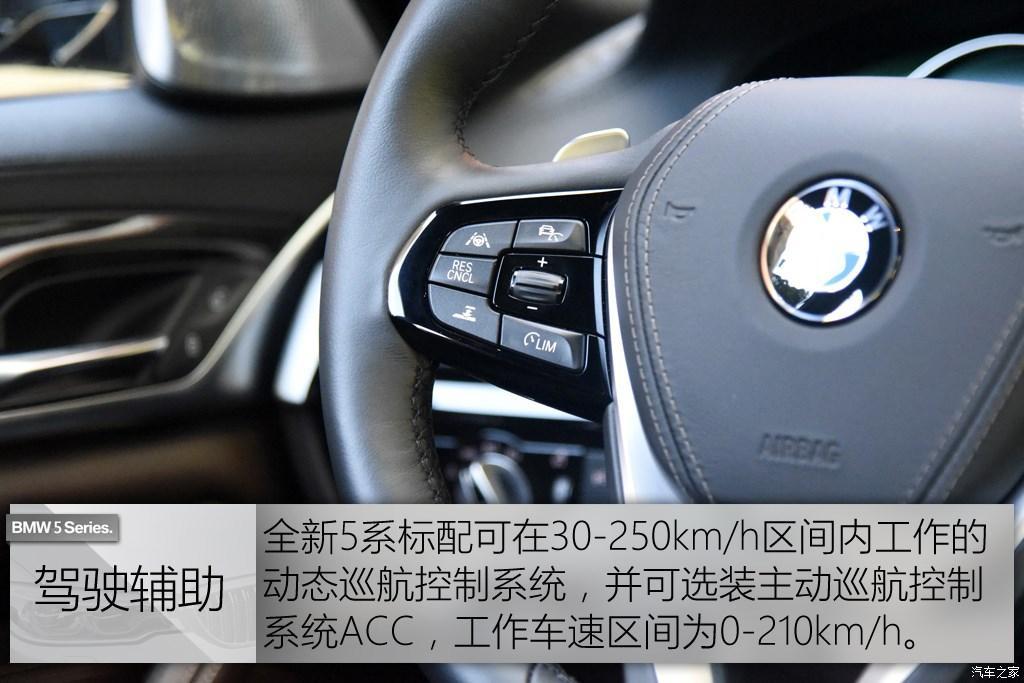 BMW
RES
CNCL
+
−
LIM
AIRBAG
BMW 5 Series.
驾驶辅助
全新5系标配可在30-250km/h区间内工作的
动态巡航控制系统，并可选装主动巡航控制
系统ACC，工作车速区间为0-210km/h。
汽车之家